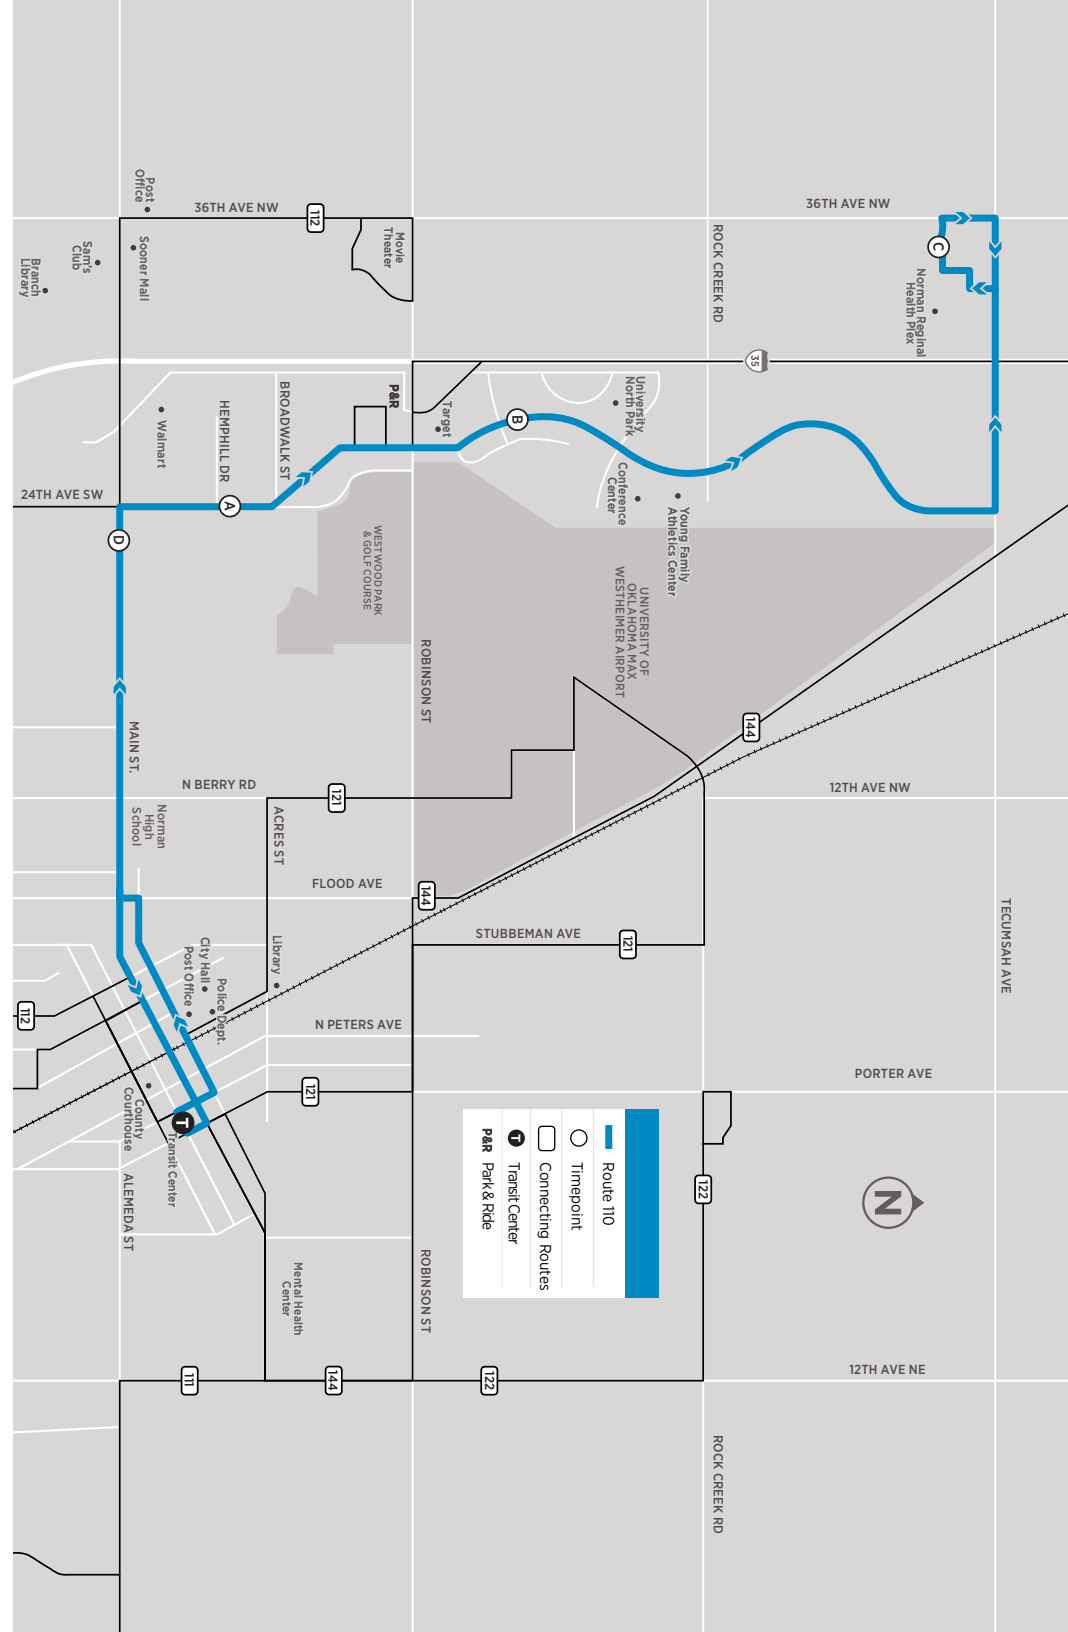 Post
Office
36TH AVE NW
112
Movie
Theater
Sooner Mall
Sam's
Club
Branch
Library
36TH AVE NW
C
Norman Reginal
Health Plex
ROCK CREEK RD
35
P&R
Target
B
University
North Park
BROADWALK ST
HEMPHILL DR
Walmart
24TH AVE SW
A
D
Conference
Center
Young Family
Athletics Center
WESTWOOD PARK
& GOLF COURSE
UNIVERSITY OF
OKLAHOMA MAX
WESTHEIMER AIRPORT
ROBINSON ST
144
MAIN ST.
N BERRY RD
121
12TH AVE NW
Norman
High
School
ACRES ST
FLOOD AVE
144
STUBBEMAN AVE
121
TECUMSAH AVE
Library
City Hall
Post Office
Police Dept.
112
N PETERS AVE
PORTER AVE
121
County
Courthouse
T
Transit Center
ALEMEDA ST
Route 110
Timepoint
Connecting Routes
T
Transit Center
P&R
Park & Ride
122
N
Mental Health
Center
ROBINSON ST
111
144
122
12TH AVE NE
ROCK CREEK RD